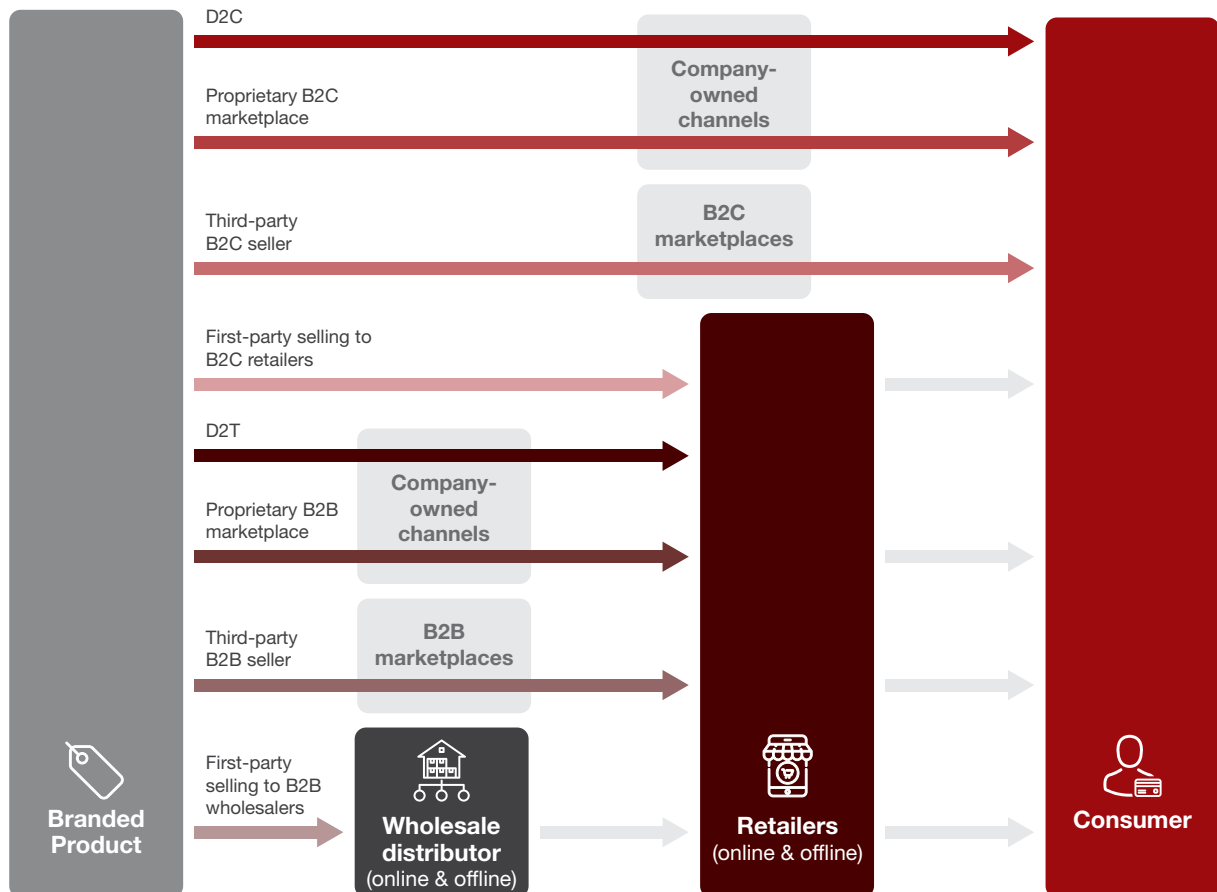 D2C
Company-
owned
channels
Proprietary B2C
marketplace
B2C
marketplaces
Third-party
B2C seller
First-party selling to
B2C retailers
D2T
Company-
owned
channels
Proprietary B2B
marketplace
B2B
marketplaces
Third-party
B2B seller
First-party
selling to B2B
wholesalers
Branded
Product
Wholesale
distributor
(online & offline)
Retailers
(online & offline)
Consumer